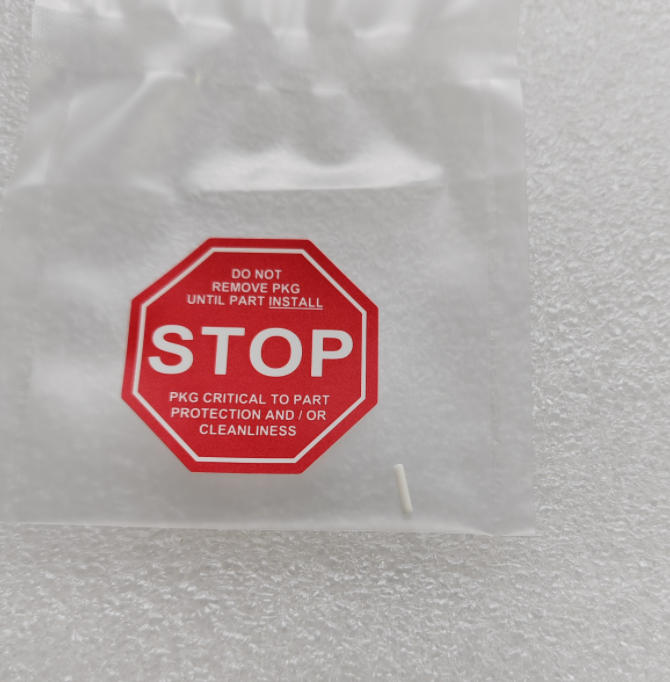 DO NOT
REMOVE PKG
UNTIL PART INSTALL
STOP
PKG CRITICAL TO PART
PROTECTION AND / OR
CLEANLINESS